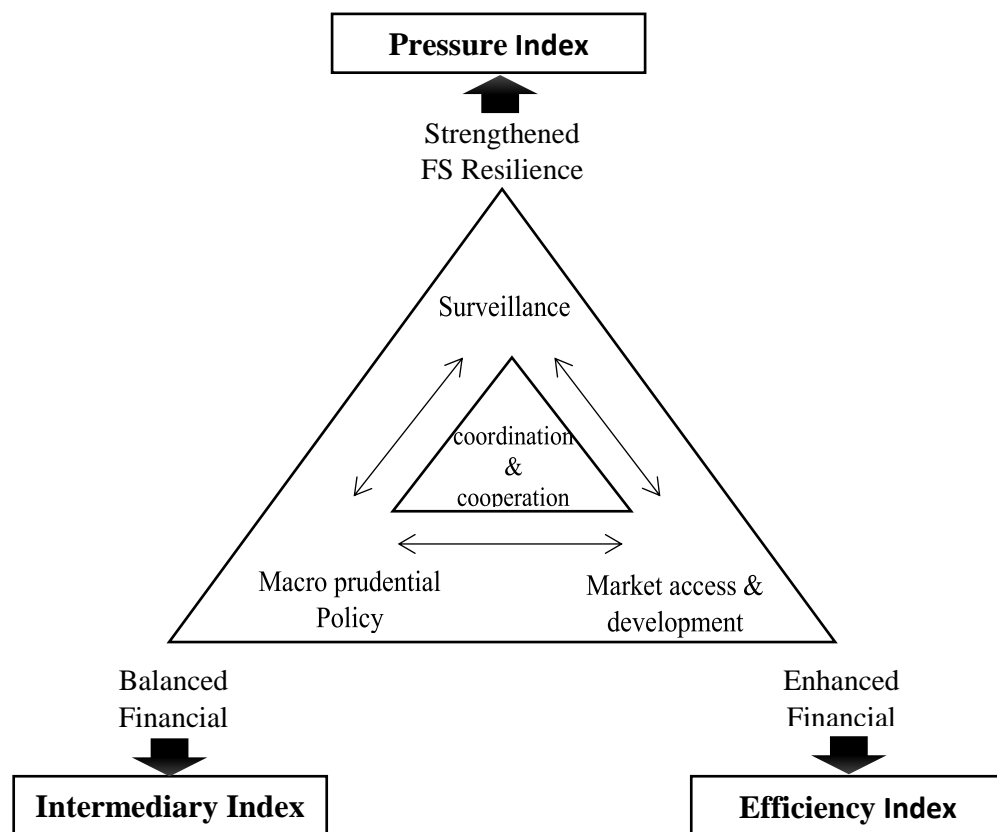 Pressure Index
Strengthened
FS Resilience
Surveillance
coordination
&
cooperation
Macro prudential
Policy
Market access &
development
Balanced
Financial
Enhanced
Financial
Intermediary Index
Efficiency Index